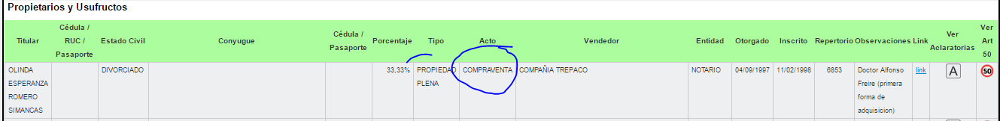 Propietarios y Usufructos
Titular Cédula / RUC / Pasaporte Estado Civil Conyugue Cédula / Pasaporte Porcentaje Tipo Acto Vendedor Entidad Otorgado Inscrito Repertorio Observaciones Link Ver Aclaratorias Ver Art 50
OLINDA DIVORCIADO 33,33% PROPIEDAD COMPRAVENTA COMPAÑIA TREPACO NOTARIO 04/09/1997 11/02/1998 6853 Doctor Alfonso link A 50
ESPERANZA PLENA Freire (primera
ROMERO forma de
SIMANCAS adquisicion)